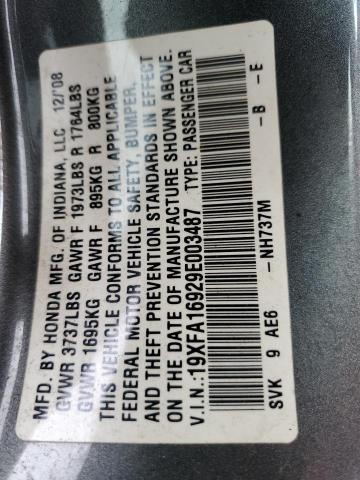 MFD. BY HONDA MFG. OF INDIANA, LLC 12/'08
GVWR 3737LBS GAWR F 1973LBS R 1764LBS
GVWR 1695KG GAWR F 895KG R 800KG
THIS VEHICLE CONFORMS TO ALL APPLICABLE
FEDERAL MOTOR VEHICLE SAFETY, BUMPER,
AND THEFT PREVENTION STANDARDS IN EFFECT
ON THE DATE OF MANUFACTURE SHOWN ABOVE.
V.I.N.:19XFA16929E003487 TYPE: PASSENGER CAR
SVK 9 AE6 -NH737M -B -E